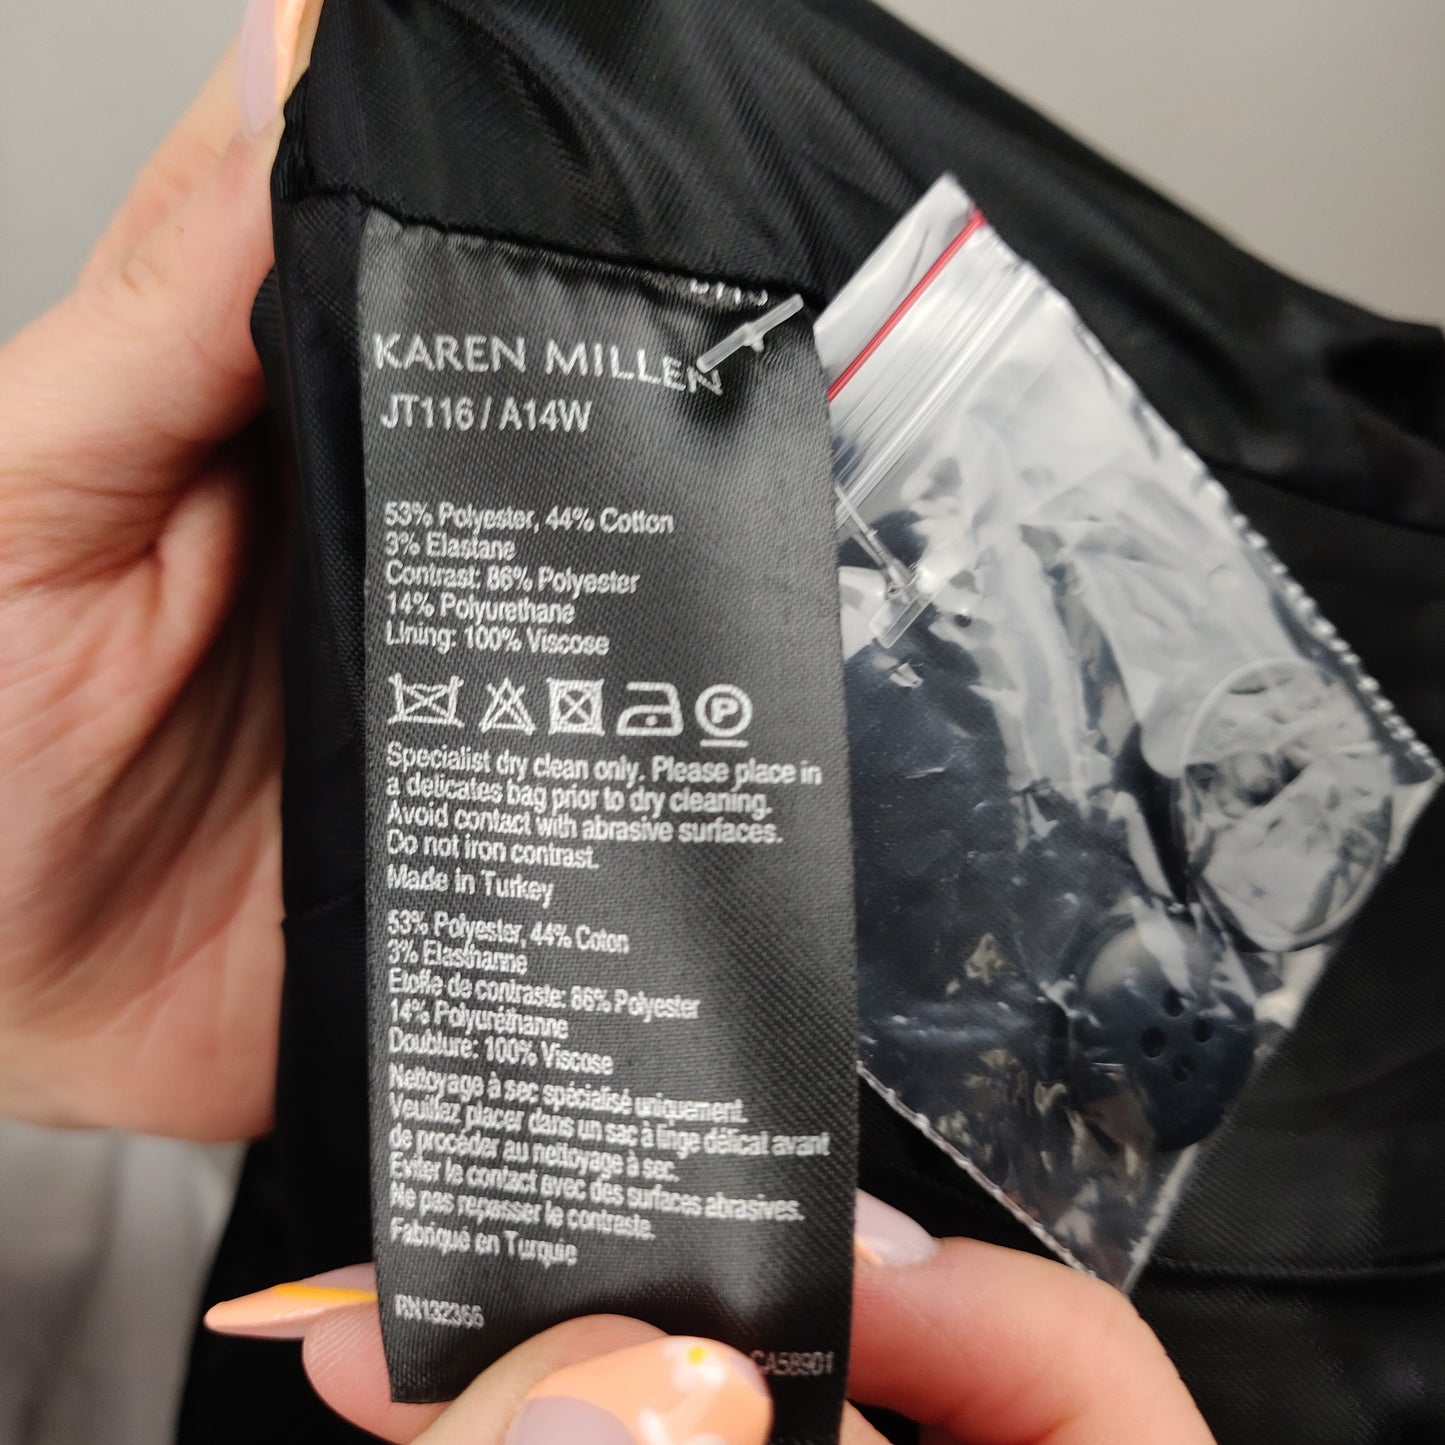 KAREN MILLEN
JT116 / A14W
53% Polyester, 44% Cotton
3% Elastane
Contrast: 86% Polyester
14% Polyurethane
Lining: 100% Viscose
P
Specialist dry clean only. Please place in
a delicates bag prior to dry cleaning.
Avoid contact with abrasive surfaces.
Do not iron contrast.
Made in Turkey
53% Polyester, 44% Coton
3% Elasthanne
Etoffe de contraste: 86% Polyester
14% Polyuréthanne
Doublure: 100% Viscose
Nettoyage à sec spécialisé uniquement.
Veuillez placer dans un sac à linge délicat avant
de procéder au nettoyage à sec.
Eviter le contact avec des surfaces abrasives.
Ne pas repasser le contraste.
Fabriqué en Turquie
RN132366
CA58901